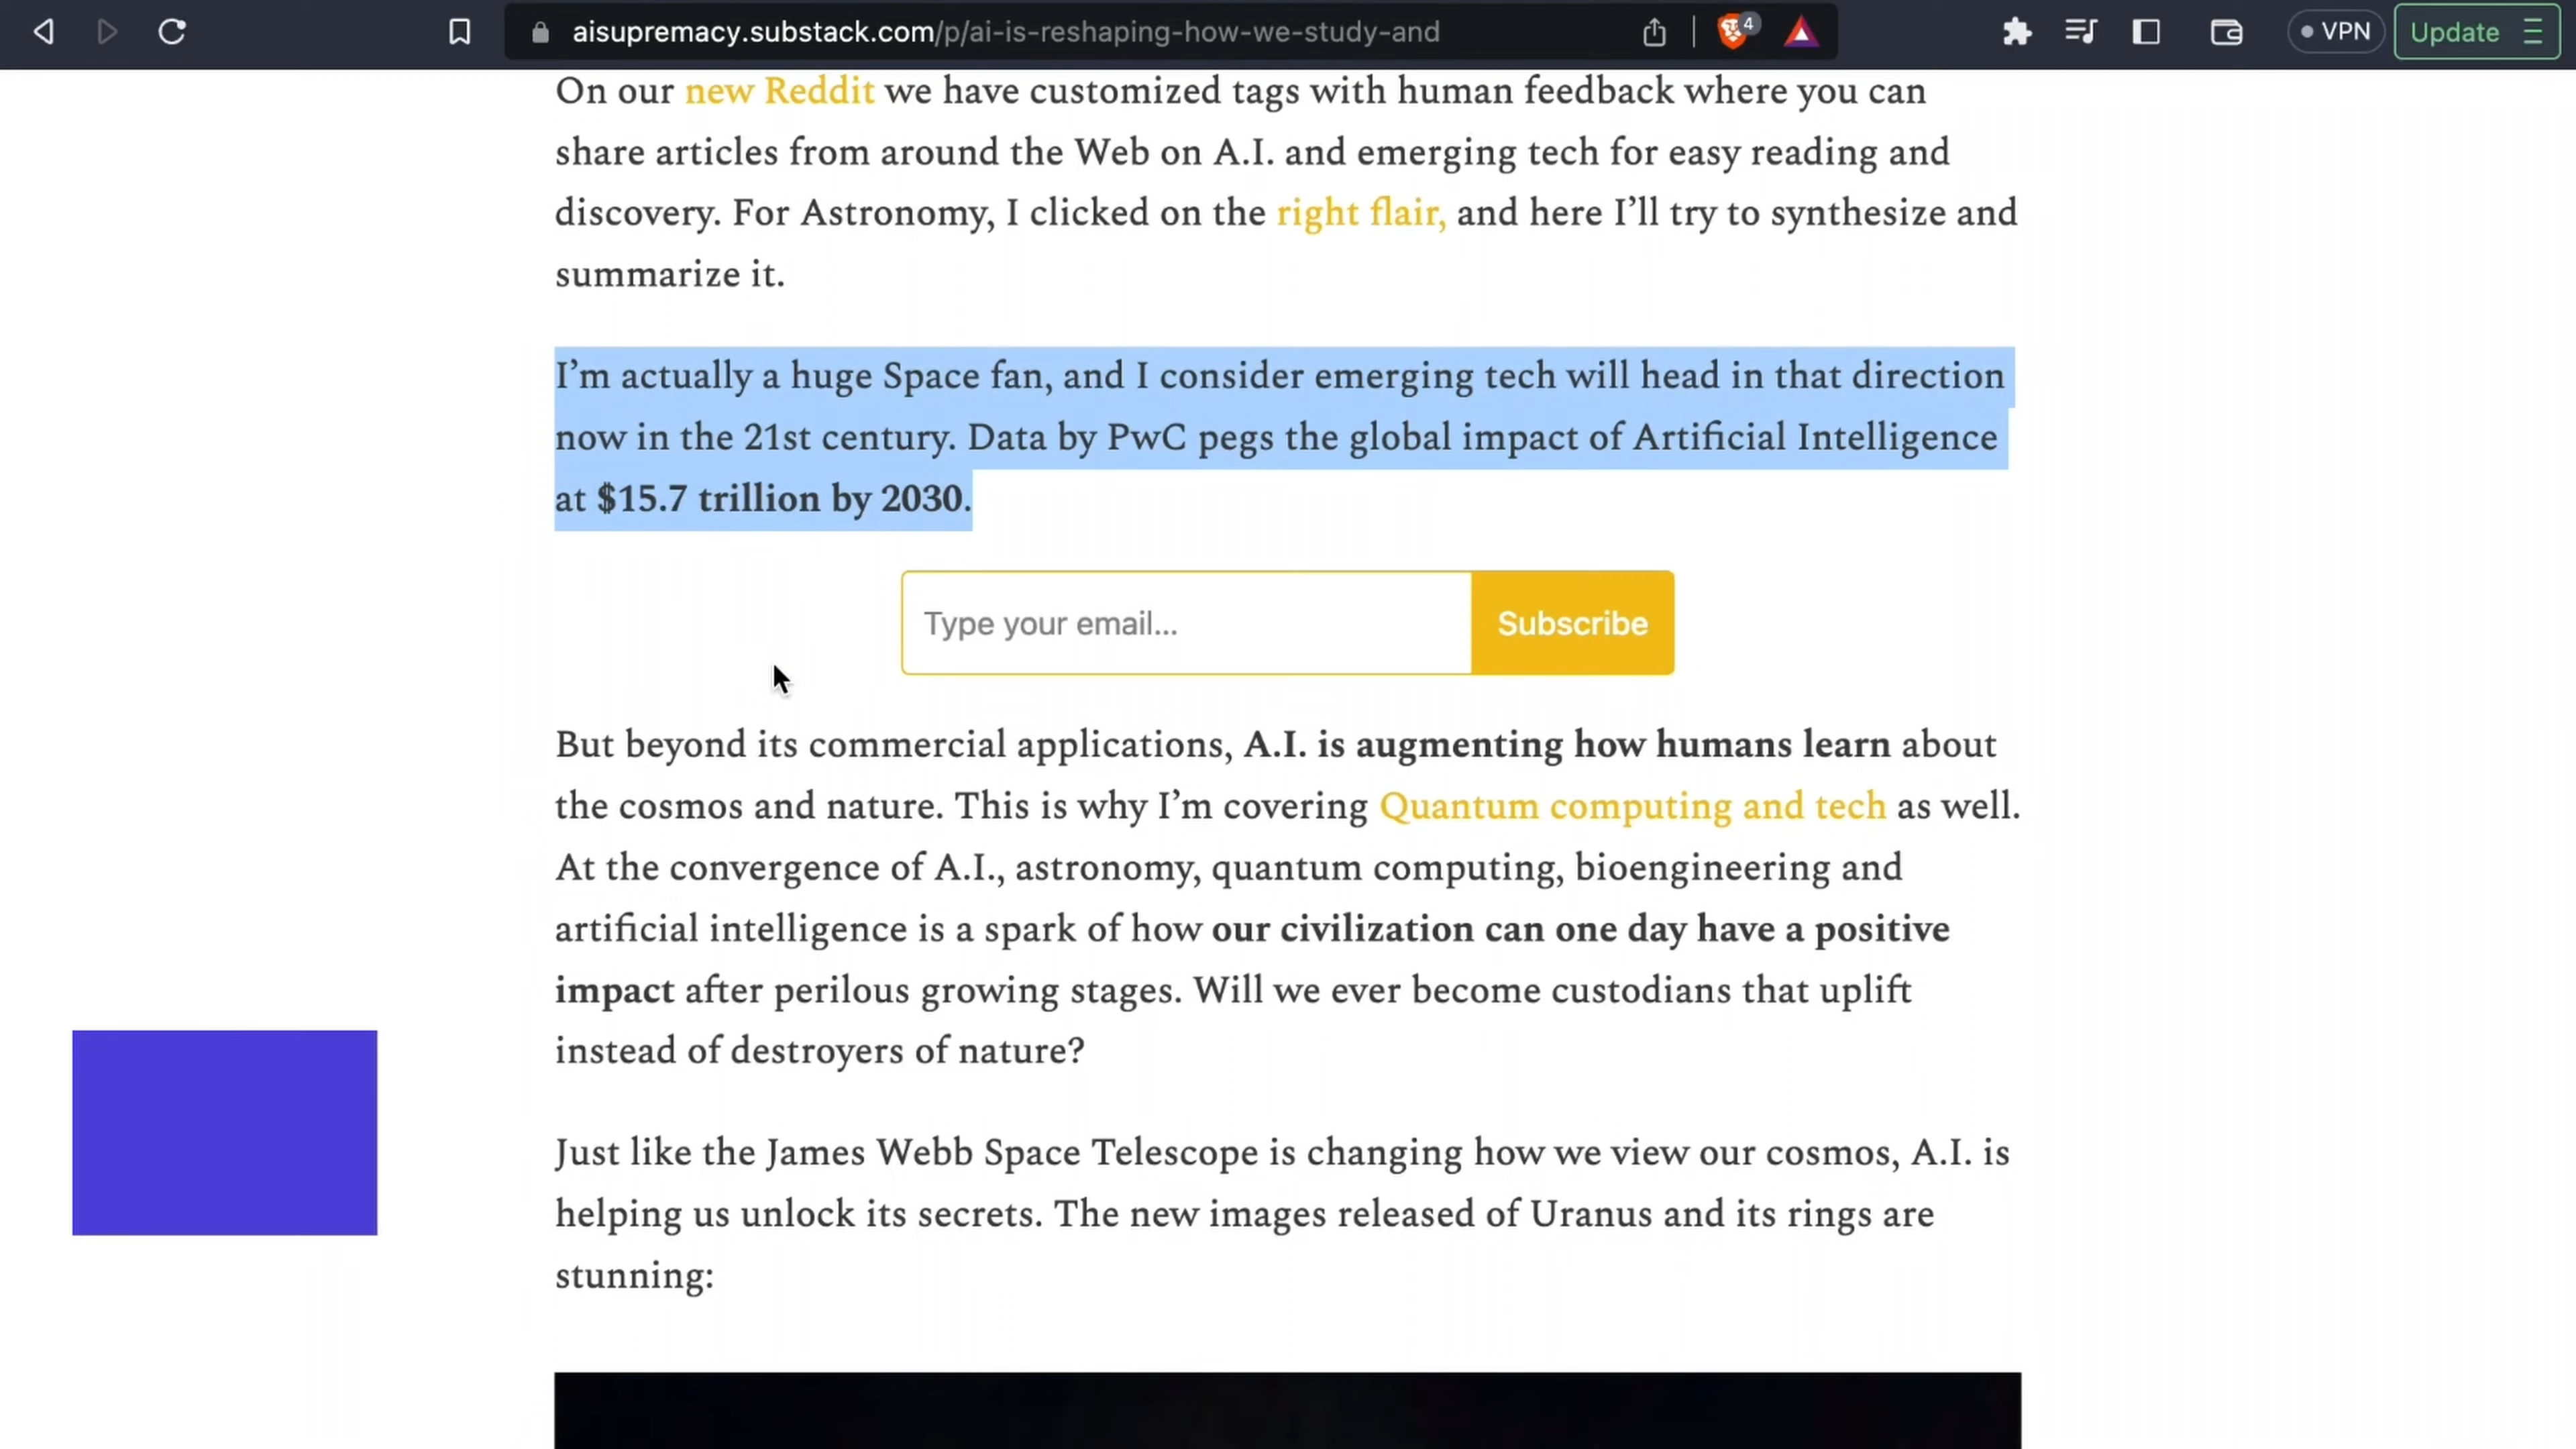 aisupremacy.substack.com/p/ai-is-reshaping-how-we-study-and
4
VPN
Update
On our new Reddit we have customized tags with human feedback where you can
share articles from around the Web on A.I. and emerging tech for easy reading and
discovery. For Astronomy, I clicked on the right flair, and here I’ll try to synthesize and
summarize it.
I’m actually a huge Space fan, and I consider emerging tech will head in that direction
now in the 21st century. Data by PwC pegs the global impact of Artificial Intelligence
at $15.7 trillion by 2030.
Type your email...
Subscribe
But beyond its commercial applications, A.I. is augmenting how humans learn about
the cosmos and nature. This is why I’m covering Quantum computing and tech as well.
At the convergence of A.I., astronomy, quantum computing, bioengineering and
artificial intelligence is a spark of how our civilization can one day have a positive
impact after perilous growing stages. Will we ever become custodians that uplift
instead of destroyers of nature?
Just like the James Webb Space Telescope is changing how we view our cosmos, A.I. is
helping us unlock its secrets. The new images released of Uranus and its rings are
stunning: